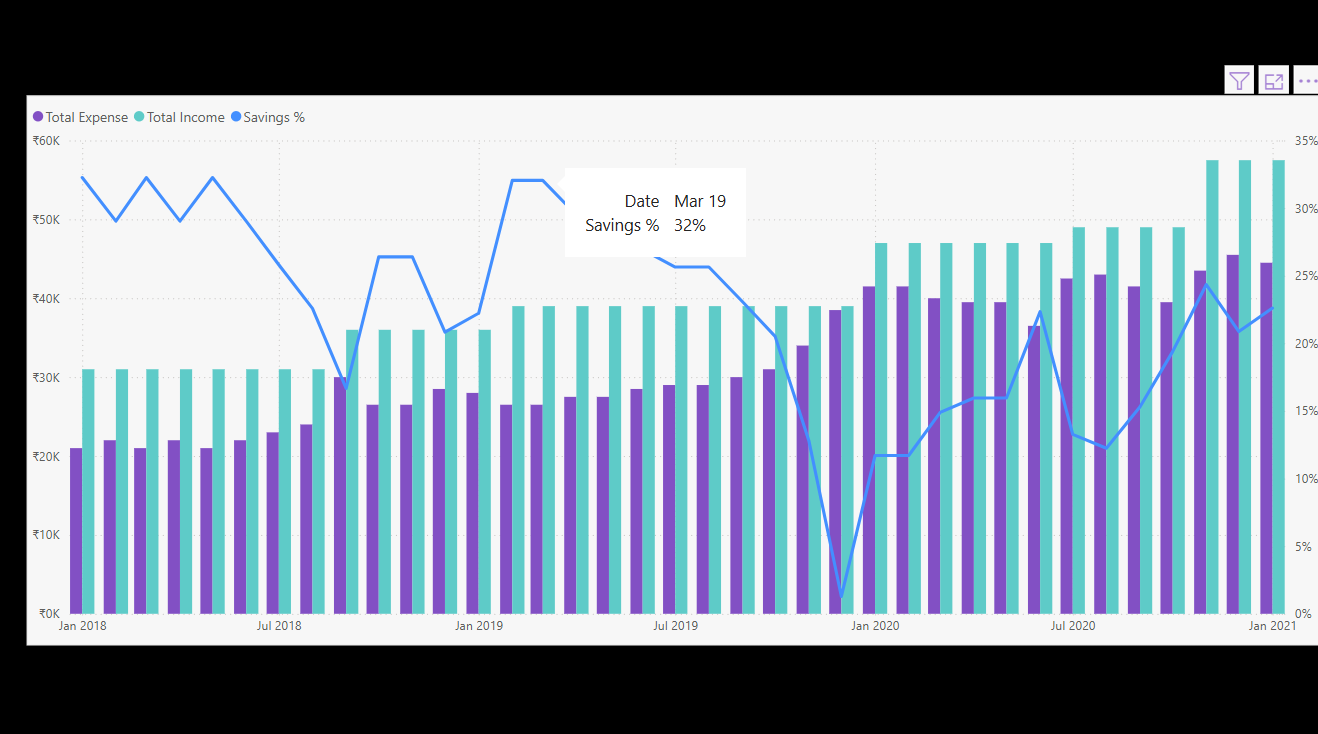 Total Expense Total Income Savings %
₹60K
₹50K
₹40K
₹30K
₹20K
₹10K
₹0K
35%
30%
25%
20%
15%
10%
5%
0%
Date Mar 19
Savings % 32%
Jan 2018 Jul 2018 Jan 2019 Jul 2019 Jan 2020 Jul 2020 Jan 2021